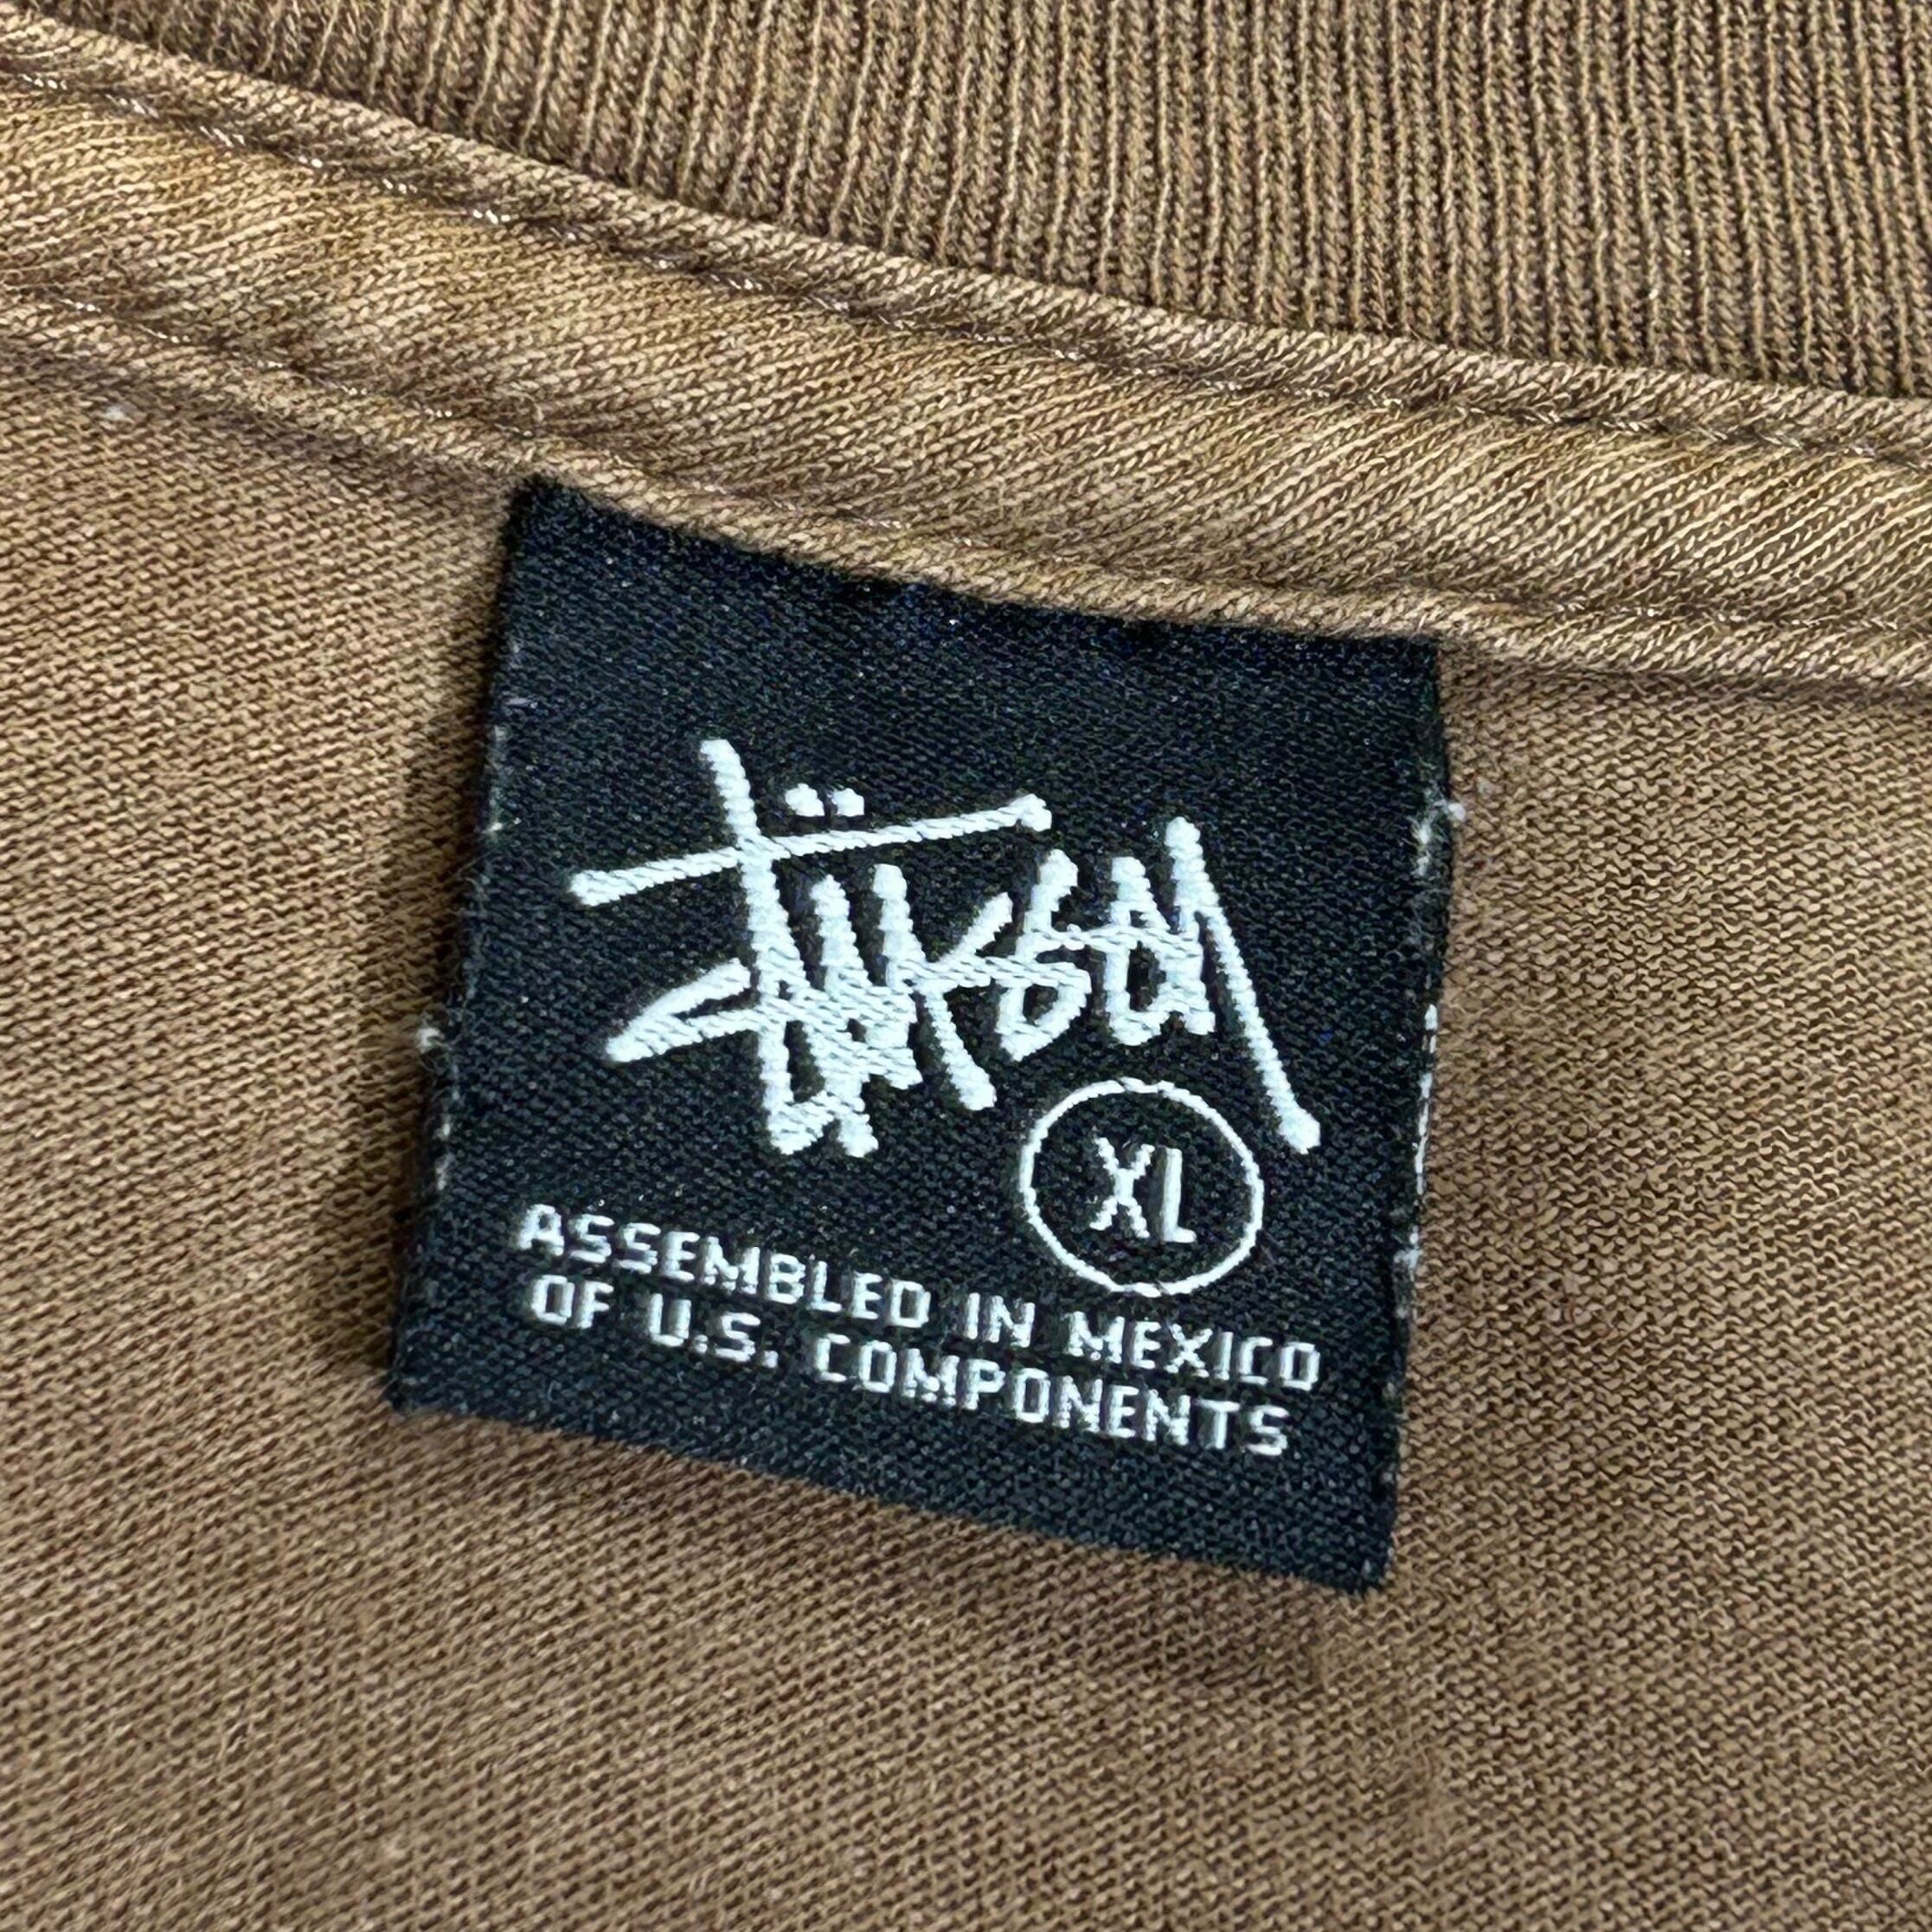 Stüssy
XL
ASSEMBLED IN MEXICO
OF U.S. COMPONENTS